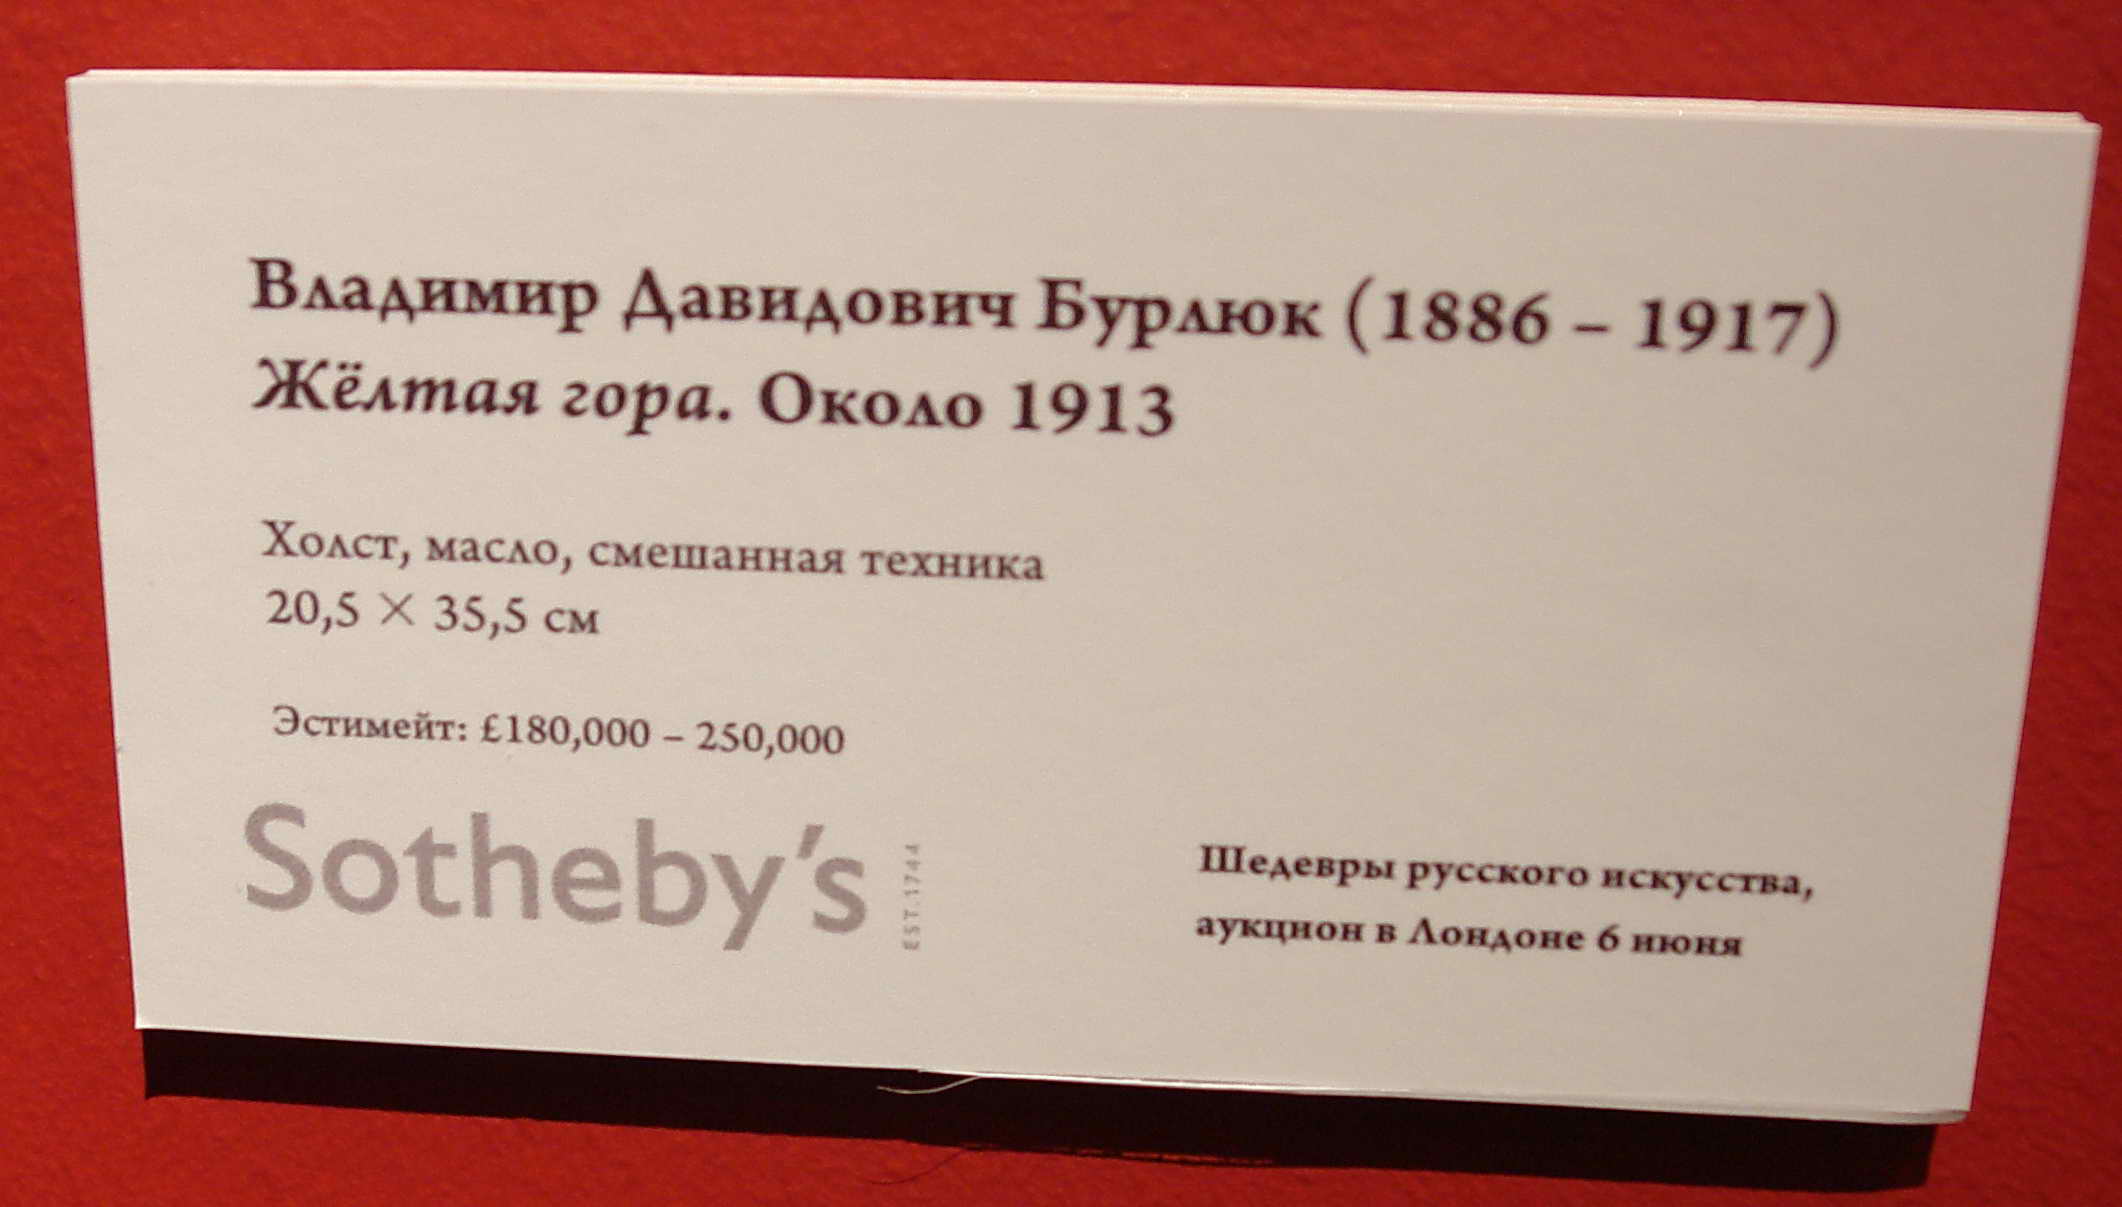 Владимир Давидович Бурлюк (1886 – 1917)
Жёлтая гора. Около 1913
Холст, масло, смешанная техника
20,5 × 35,5 см
Эстимейт: £180,000 – 250,000
Sotheby's EST.1744
Шедевры русского искусства,
аукцион в Лондоне 6 июня